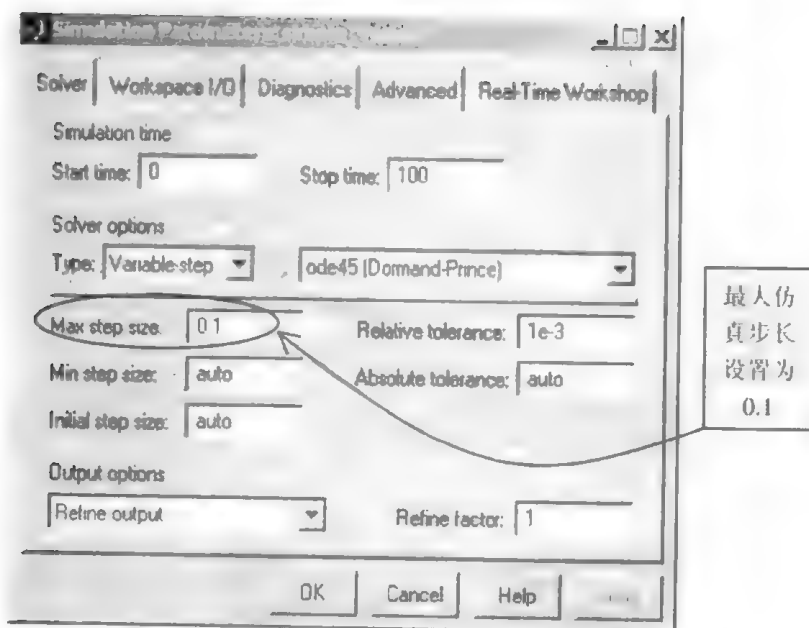 Simulation Parameters:
Solver Workspace I/O Diagnostics Advanced Real-Time Workshop
Simulation time
Start time: 0 Stop time: 100
Solver options
Type: Variable-step ode45 (Dormand-Prince)
Max step size: 0.1 Relative tolerance: 1e-3
Min step size: auto Absolute tolerance: auto
Initial step size: auto
Output options
Refine output Refine factor: 1
OK Cancel Help
最大仿
真步长
设置为
0.1